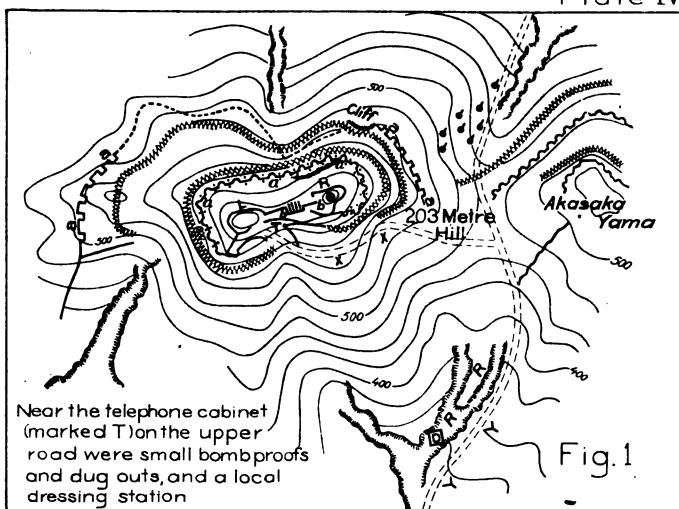 Plate IV
500
Cliff
a
a
a
a
a
b
203 Metre
Hill
Akasaka
Yama
500
500
500
T
X
X
400
400
R
R
D
Y
Y
Near the telephone cabinet
(marked T) on the upper
road were small bombproofs
and dug outs, and a local
dressing station
Fig. 1